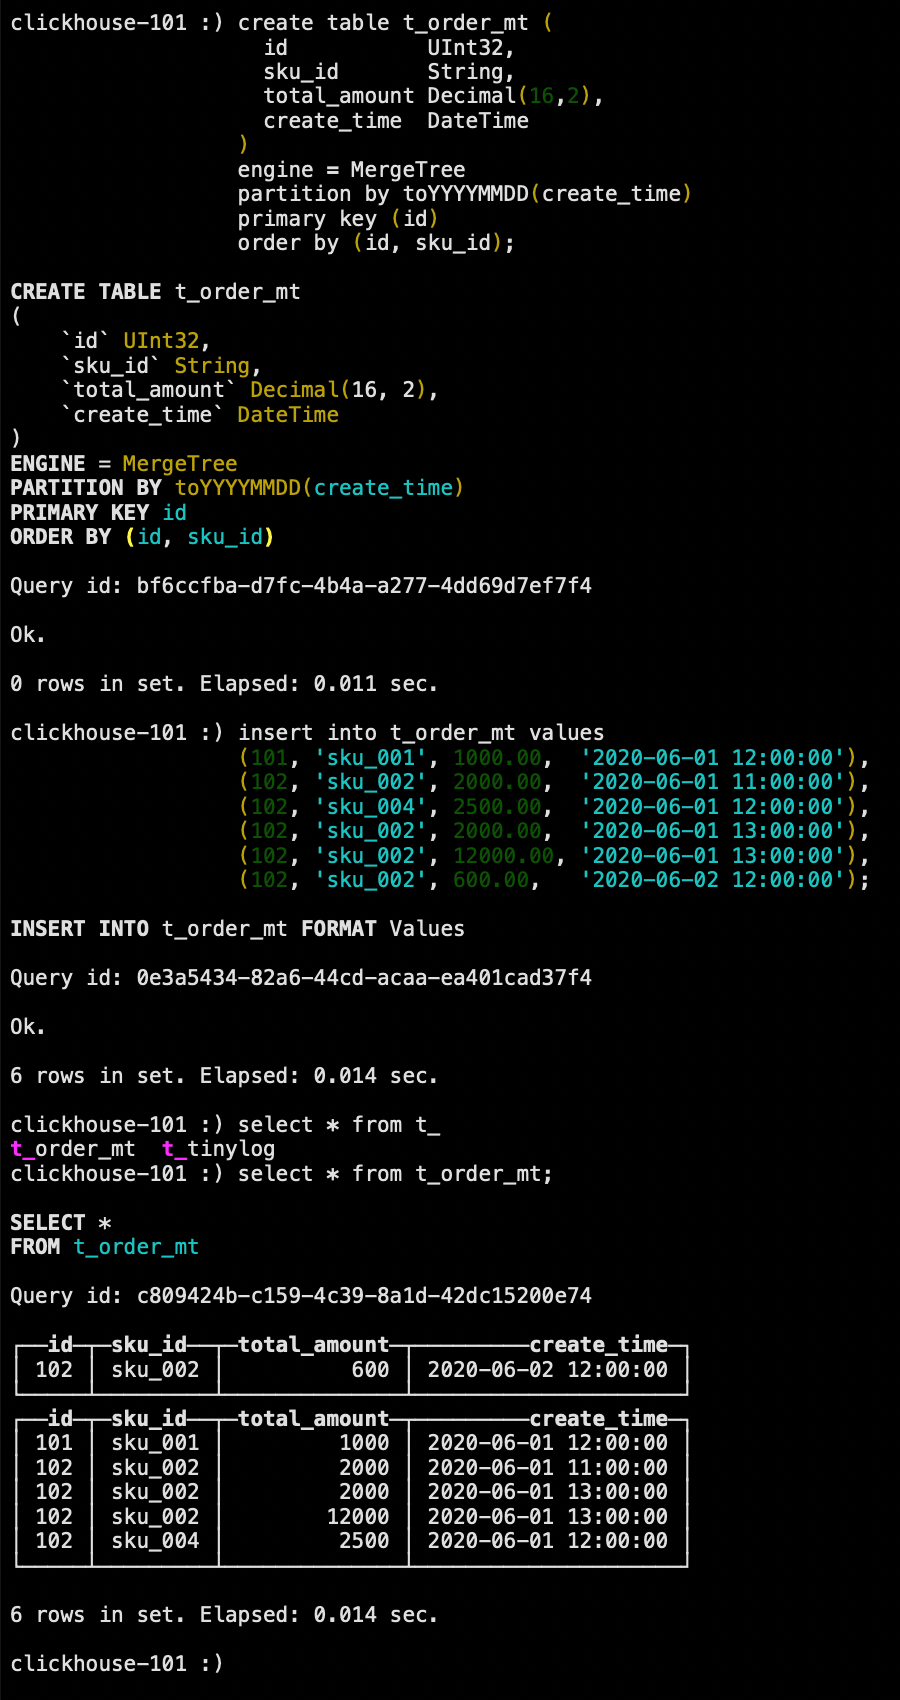 clickhouse-101 :) create table t_order_mt (
                    id           UInt32,
                    sku_id       String,
                    total_amount Decimal(16,2),
                    create_time  DateTime
                  )
                  engine = MergeTree
                  partition by toYYYYMMDD(create_time)
                  primary key (id)
                  order by (id, sku_id);

CREATE TABLE t_order_mt
(
    `id` UInt32,
    `sku_id` String,
    `total_amount` Decimal(16, 2),
    `create_time` DateTime
)
ENGINE = MergeTree
PARTITION BY toYYYYMMDD(create_time)
PRIMARY KEY id
ORDER BY (id, sku_id)

Query id: bf6ccfba-d7fc-4b4a-a277-4dd69d7ef7f4

Ok.

0 rows in set. Elapsed: 0.011 sec.

clickhouse-101 :) insert into t_order_mt values
                  (101, 'sku_001', 1000.00,  '2020-06-01 12:00:00'),
                  (102, 'sku_002', 2000.00,  '2020-06-01 11:00:00'),
                  (102, 'sku_004', 2500.00,  '2020-06-01 12:00:00'),
                  (102, 'sku_002', 2000.00,  '2020-06-01 13:00:00'),
                  (102, 'sku_002', 12000.00, '2020-06-01 13:00:00'),
                  (102, 'sku_002', 600.00,   '2020-06-02 12:00:00');

INSERT INTO t_order_mt FORMAT Values

Query id: 0e3a5434-82a6-44cd-acaa-ea401cad37f4

Ok.

6 rows in set. Elapsed: 0.014 sec.

clickhouse-101 :) select * from t_
t_order_mt  t_tinylog
clickhouse-101 :) select * from t_order_mt;

SELECT *
FROM t_order_mt

Query id: c809424b-c159-4c39-8a1d-42dc15200e74

┌──id─┬─sku_id──┬─total_amount─┬─────────create_time─┐
│ 102 │ sku_002 │          600 │ 2020-06-02 12:00:00 │
└─────┴─────────┴──────────────┴─────────────────────┘
┌──id─┬─sku_id──┬─total_amount─┬─────────create_time─┐
│ 101 │ sku_001 │         1000 │ 2020-06-01 12:00:00 │
│ 102 │ sku_002 │         2000 │ 2020-06-01 11:00:00 │
│ 102 │ sku_002 │         2000 │ 2020-06-01 13:00:00 │
│ 102 │ sku_002 │        12000 │ 2020-06-01 13:00:00 │
│ 102 │ sku_004 │         2500 │ 2020-06-01 12:00:00 │
└─────┴─────────┴──────────────┴─────────────────────┘

6 rows in set. Elapsed: 0.014 sec.

clickhouse-101 :)